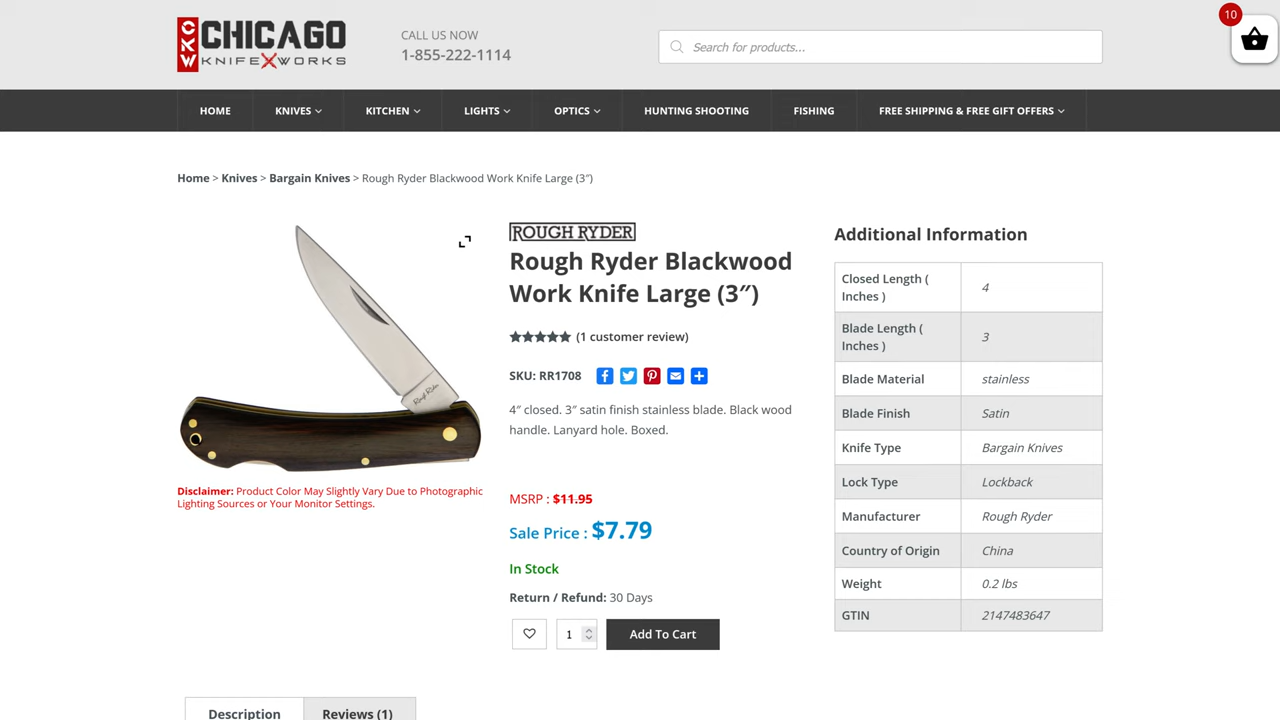 CKW CHICAGO
KNIFE WORKS
CALL US NOW
1-855-222-1114
Search for products...
10
HOME
KNIVES
KITCHEN
LIGHTS
OPTICS
HUNTING SHOOTING
FISHING
FREE SHIPPING & FREE GIFT OFFERS
Home > Knives > Bargain Knives > Rough Ryder Blackwood Work Knife Large (3″)
Rough Ryder
Disclaimer: Product Color May Slightly Vary Due to Photographic
Lighting Sources or Your Monitor Settings.
ROUGH RYDER
Rough Ryder Blackwood
Work Knife Large (3″)
(1 customer review)
SKU: RR1708
4″ closed. 3″ satin finish stainless blade. Black wood
handle. Lanyard hole. Boxed.
MSRP : $11.95
Sale Price : $7.79
In Stock
Return / Refund: 30 Days
1
Add To Cart
Additional Information
Closed Length (
Inches )
4
Blade Length (
Inches )
3
Blade Material
stainless
Blade Finish
Satin
Knife Type
Bargain Knives
Lock Type
Lockback
Manufacturer
Rough Ryder
Country of Origin
China
Weight
0.2 lbs
GTIN
2147483647
Description
Reviews (1)